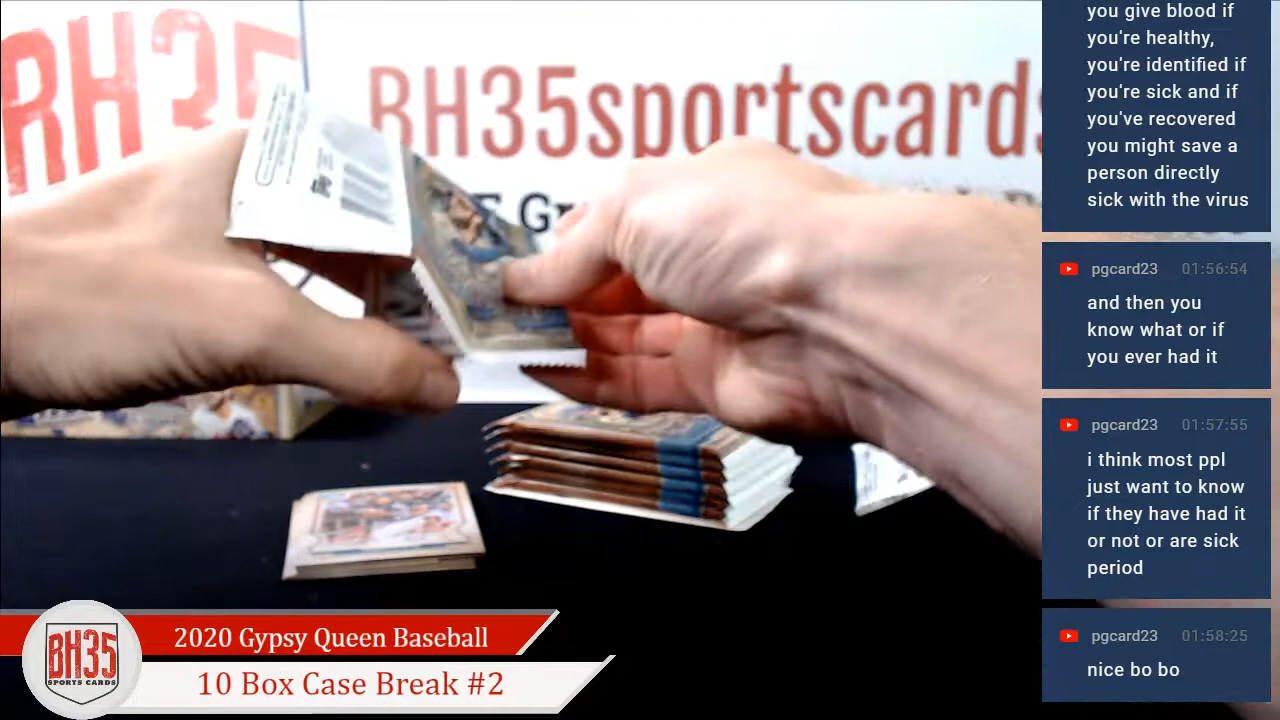 BH35
BH35sportscards
E Gr
2020 Gypsy Queen Baseball
10 Box Case Break #2
BH35
SPORTS CARDS
you give blood if
you're healthy,
you're identified if
you're sick and if
you've recovered
you might save a
person directly
sick with the virus
pgcard23 01:56:54
and then you
know what or if
you ever had it
pgcard23 01:57:55
i think most ppl
just want to know
if they have had it
or not or are sick
period
pgcard23 01:58:25
nice bo bo